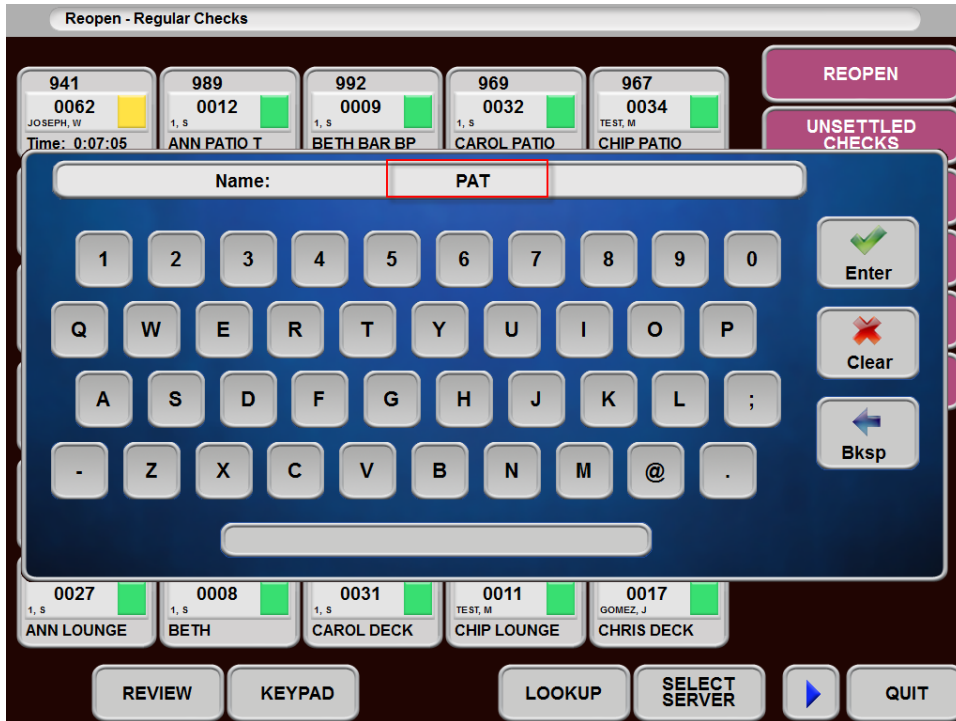 Reopen - Regular Checks
941 989 992 969 967
0062 0012 0009 0032 0034
JOSEPH, W 1, S 1, S 1, S TEST, M
Time: 0:07:05 ANN PATIO T BETH BAR BP CAROL PATIO CHIP PATIO
REOPEN
UNSETTLED
CHECKS
Name: PAT
1 2 3 4 5 6 7 8 9 0
Q W E R T Y U I O P
A S D F G H J K L ;
- Z X C V B N M @ .
Enter
Clear
Bksp
0027 0008 0031 0011 0017
1, S 1, S 1, S TEST, M GOMEZ, J
ANN LOUNGE BETH CAROL DECK CHIP LOUNGE CHRIS DECK
REVIEW KEYPAD LOOKUP SELECT
SERVER QUIT